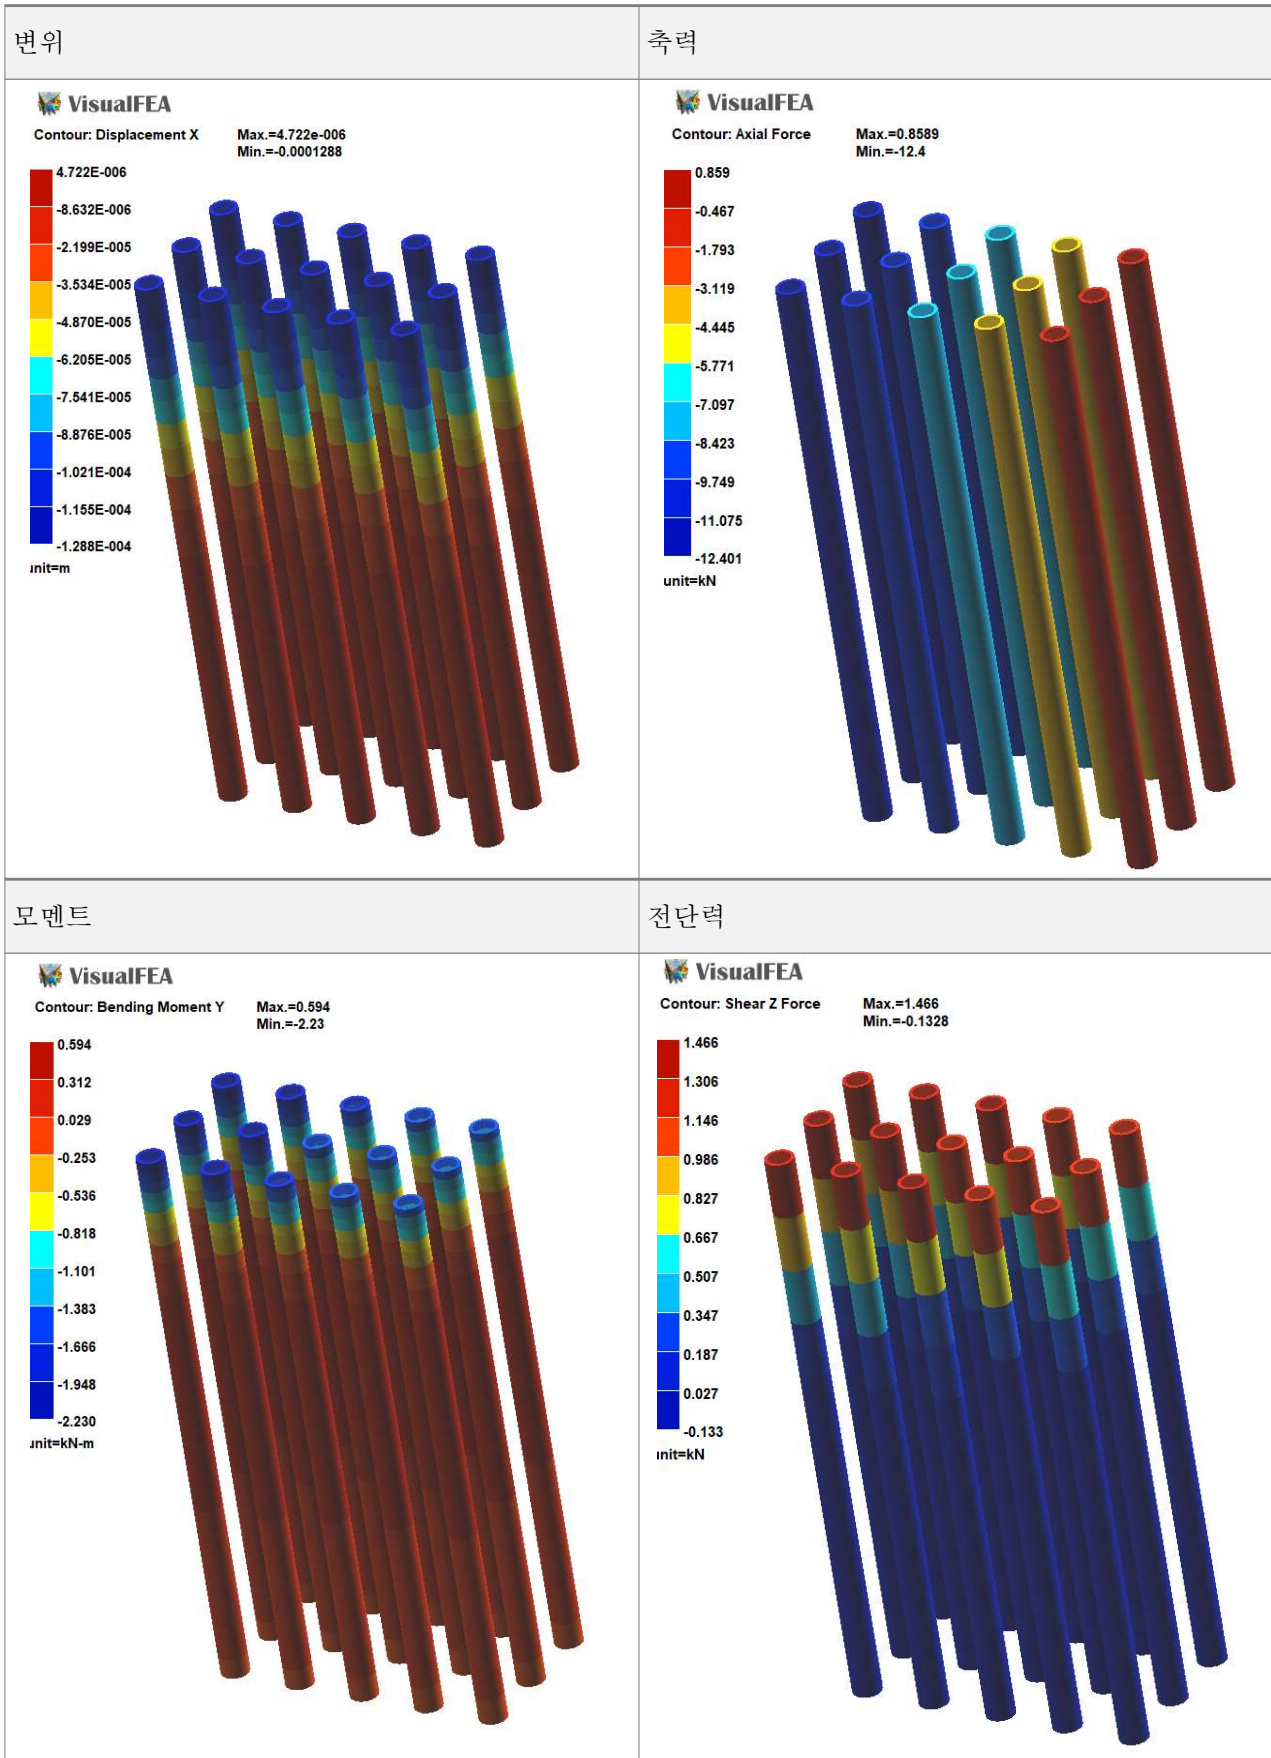 변위
축력
VisualFEA
Contour: Displacement X Max.=4.722e-006
Min.=-0.0001288
4.722E-006
-8.632E-006
-2.199E-005
-3.534E-005
-4.870E-005
-6.205E-005
-7.541E-005
-8.876E-005
-1.021E-004
-1.155E-004
-1.288E-004
unit=m
VisualFEA
Contour: Axial Force Max.=0.8589
Min.=-12.4
0.859
-0.467
-1.793
-3.119
-4.445
-5.771
-7.097
-8.423
-9.749
-11.075
-12.401
unit=kN
모멘트
전단력
VisualFEA
Contour: Bending Moment Y Max.=0.594
Min.=-2.23
0.594
0.312
0.029
-0.253
-0.536
-0.818
-1.101
-1.383
-1.666
-1.948
-2.230
unit=kN-m
VisualFEA
Contour: Shear Z Force Max.=1.466
Min.=-0.1328
1.466
1.306
1.146
0.986
0.827
0.667
0.507
0.347
0.187
0.027
-0.133
unit=kN